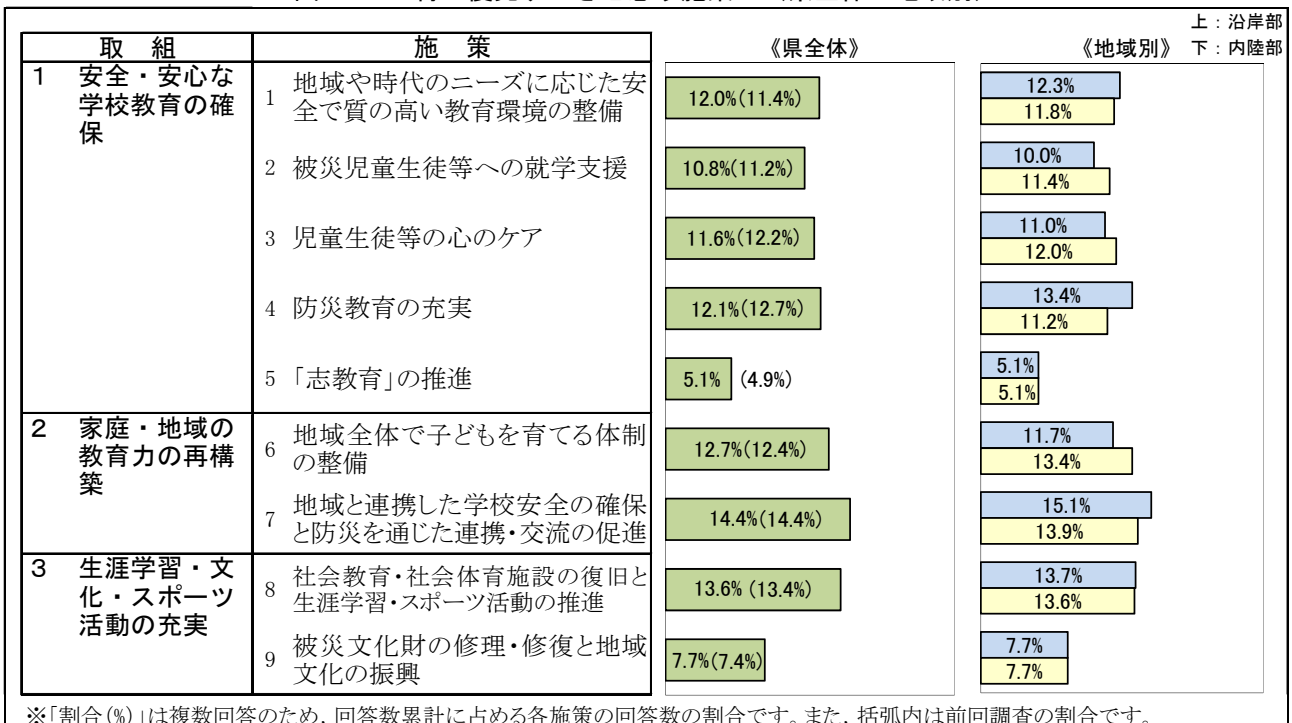 上：沿岸部
取　組 施　策 《県全体》 《地域別》 下：内陸部
1 安全・安心な
学校教育の確
保
1 地域や時代のニーズに応じた安
全で質の高い教育環境の整備
12.0%(11.4%)
12.3%
11.8%
2 被災児童生徒等への就学支援
10.8%(11.2%)
10.0%
11.4%
3 児童生徒等の心のケア
11.6%(12.2%)
11.0%
12.0%
4 防災教育の充実
12.1%(12.7%)
13.4%
11.2%
5 「志教育」の推進
5.1% (4.9%)
5.1%
5.1%
2 家庭・地域の
教育力の再構
築
6 地域全体で子どもを育てる体制
の整備
12.7%(12.4%)
11.7%
13.4%
7 地域と連携した学校安全の確保
と防災を通じた連携・交流の促進
14.4%(14.4%)
15.1%
13.9%
3 生涯学習・文
化・スポーツ
活動の充実
8 社会教育・社会体育施設の復旧と
生涯学習・スポーツ活動の推進
13.6% (13.4%)
13.7%
13.6%
9 被災文化財の修理・修復と地域
文化の振興
7.7%(7.4%)
7.7%
7.7%
※「割合(%)」は複数回答のため，回答数累計に占める各施策の回答数の割合です。また，括弧内は前回調査の割合です。